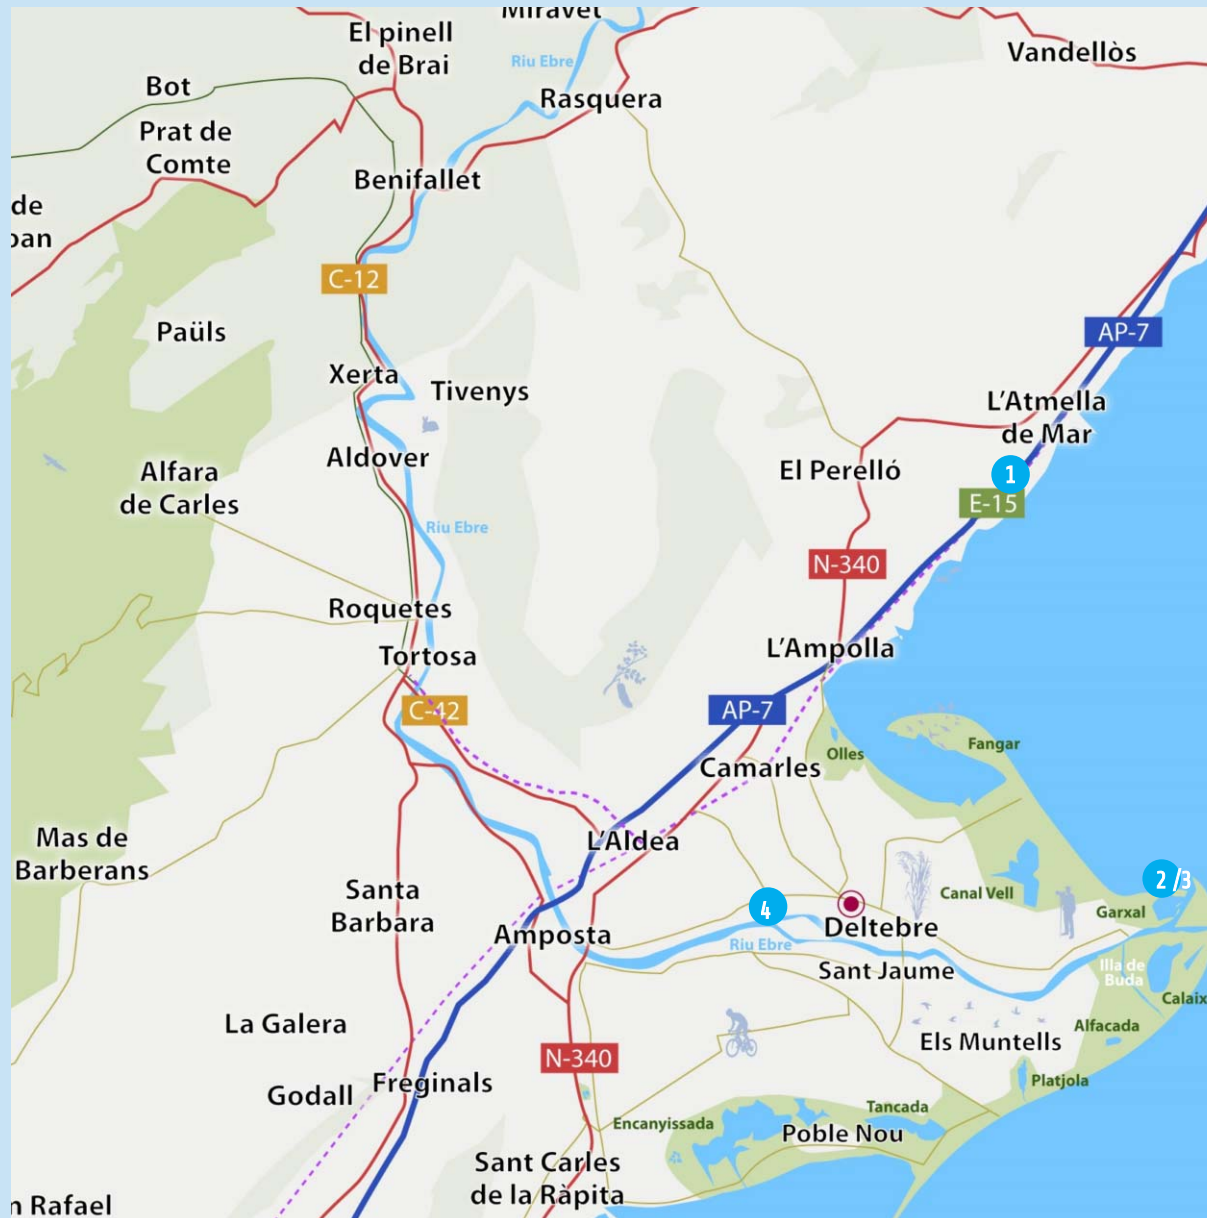 Miravet
El pinell
de Brai
Riu Ebre
Vandellòs
Bot
Rasquera
Prat de
Comte
Benifallet
de
oan
C-12
Paüls
AP-7
Xerta
Tivenys
L'Atmella
de Mar
Aldover
Alfara
de Carles
El Perelló
1
E-15
Riu Ebre
N-340
Roquetes
Tortosa
L'Ampolla
C-42
AP-7
Olles
Fangar
Camarles
Mas de
Barberans
L'Aldea
Santa
Barbara
Canal Vell
2/3
Garxal
4
Deltebre
Amposta
Riu Ebre
Sant Jaume
Illa de
Buda
Calaix
La Galera
Alfacada
Els Muntells
N-340
Godall
Freginals
Platjola
Encanyissada
Tancada
Poble Nou
Sant Carles
de la Ràpita
n Rafael